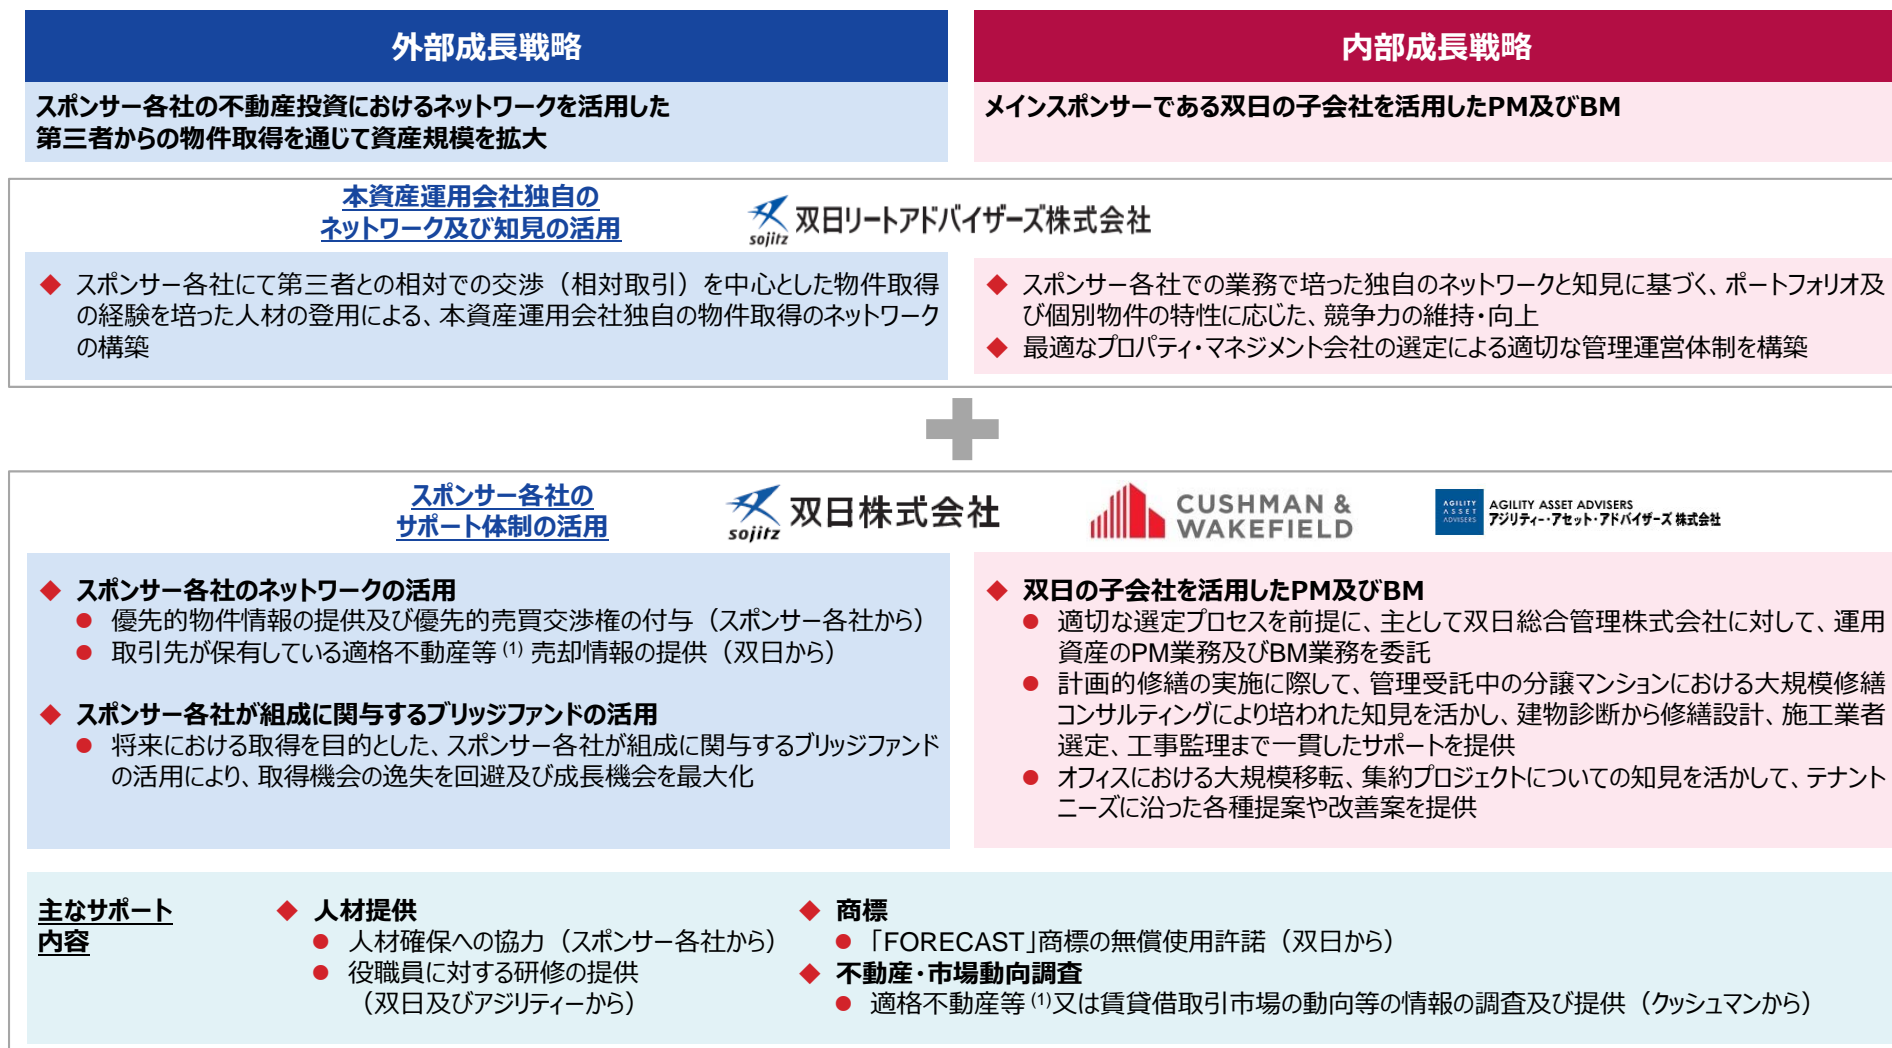 外部成長戦略
スポンサー各社の不動産投資におけるネットワークを活用した
第三者からの物件取得を通じて資産規模を拡大
内部成長戦略
メインスポンサーである双日の子会社を活用したPM及びBM
本資産運用会社独自の
ネットワーク及び知見の活用
sojitz 双日リートアドバイザーズ株式会社
◆ スポンサー各社にて第三者との相対での交渉（相対取引）を中心とした物件取得
の経験を培った人材の登用による、本資産運用会社独自の物件取得のネットワーク
の構築
◆ スポンサー各社での業務で培った独自のネットワークと知見に基づく、ポートフォリオ及
び個別物件の特性に応じた、競争力の維持・向上
◆ 最適なプロパティ・マネジメント会社の選定による適切な管理運営体制を構築
スポンサー各社の
サポート体制の活用
sojitz 双日株式会社
CUSHMAN &
WAKEFIELD
AGILITY
ASSET
ADVISERS
AGILITY ASSET ADVISERS
アジリティー・アセット・アドバイザーズ 株式会社
◆ スポンサー各社のネットワークの活用
● 優先的物件情報の提供及び優先的売買交渉権の付与（スポンサー各社から）
● 取引先が保有している適格不動産等(1) 売却情報の提供（双日から）
◆ スポンサー各社が組成に関与するブリッジファンドの活用
● 将来における取得を目的とした、スポンサー各社が組成に関与するブリッジファンド
の活用により、取得機会の逸失を回避及び成長機会を最大化
◆ 双日の子会社を活用したPM及びBM
● 適切な選定プロセスを前提に、主として双日総合管理株式会社に対して、運用
資産のPM業務及びBM業務を委託
● 計画的修繕の実施に際して、管理受託中の分譲マンションにおける大規模修繕
コンサルティングにより培われた知見を活かし、建物診断から修繕設計、施工業者
選定、工事監理まで一貫したサポートを提供
● オフィスにおける大規模移転、集約プロジェクトについての知見を活かして、テナント
ニーズに沿った各種提案や改善案を提供
主なサポート
内容
◆ 人材提供
● 人材確保への協力（スポンサー各社から）
● 役職員に対する研修の提供
（双日及びアジリティーから）
◆ 商標
● 「FORECAST」商標の無償使用許諾（双日から）
◆ 不動産・市場動向調査
● 適格不動産等(1)又は賃貸借取引市場の動向等の情報の調査及び提供（クッシュマンから）